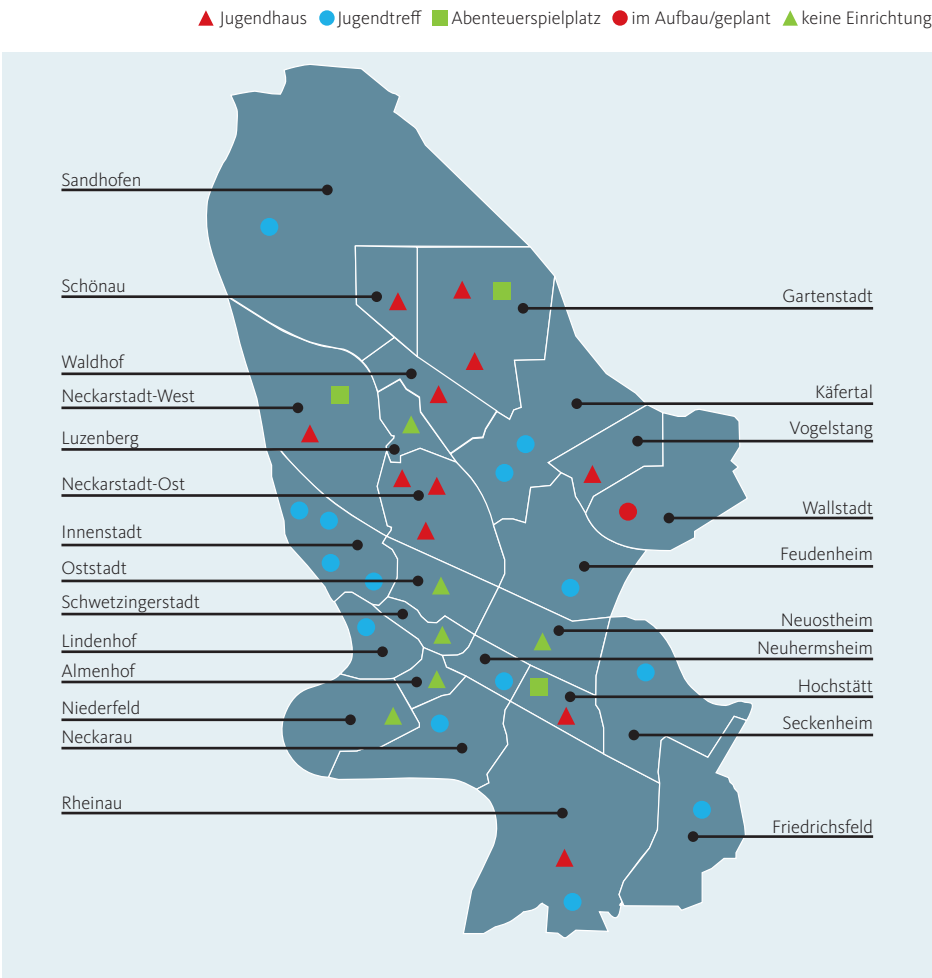 Jugendhaus Jugendtreff Abenteuerspielplatz im Aufbau/geplant keine Einrichtung
Sandhofen
Schönau
Waldhof
Neckarstadt-West
Luzenberg
Neckarstadt-Ost
Innenstadt
Oststadt
Schwetzingerstadt
Lindenhof
Almenhof
Niederfeld
Neckarau
Rheinau
Gartenstadt
Käfertal
Vogelstang
Wallstadt
Feudenheim
Neuostheim
Neuhermsheim
Hochstätt
Seckenheim
Friedrichsfeld